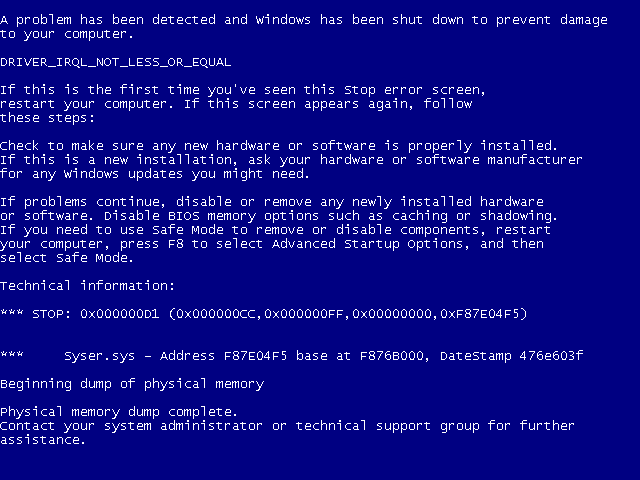 A problem has been detected and Windows has been shut down to prevent damage
to your computer.
DRIVER_IRQL_NOT_LESS_OR_EQUAL
If this is the first time you've seen this Stop error screen,
restart your computer. If this screen appears again, follow
these steps:
Check to make sure any new hardware or software is properly installed.
If this is a new installation, ask your hardware or software manufacturer
for any Windows updates you might need.
If problems continue, disable or remove any newly installed hardware
or software. Disable BIOS memory options such as caching or shadowing.
If you need to use Safe Mode to remove or disable components, restart
your computer, press F8 to select Advanced Startup Options, and then
select Safe Mode.
Technical information:
*** STOP: 0x000000D1 (0x000000CC,0x000000FF,0x00000000,0xF87E04F5)
***     Syser.sys - Address F87E04F5 base at F876B000, DateStamp 476e603f
Beginning dump of physical memory
Physical memory dump complete.
Contact your system administrator or technical support group for further
assistance.